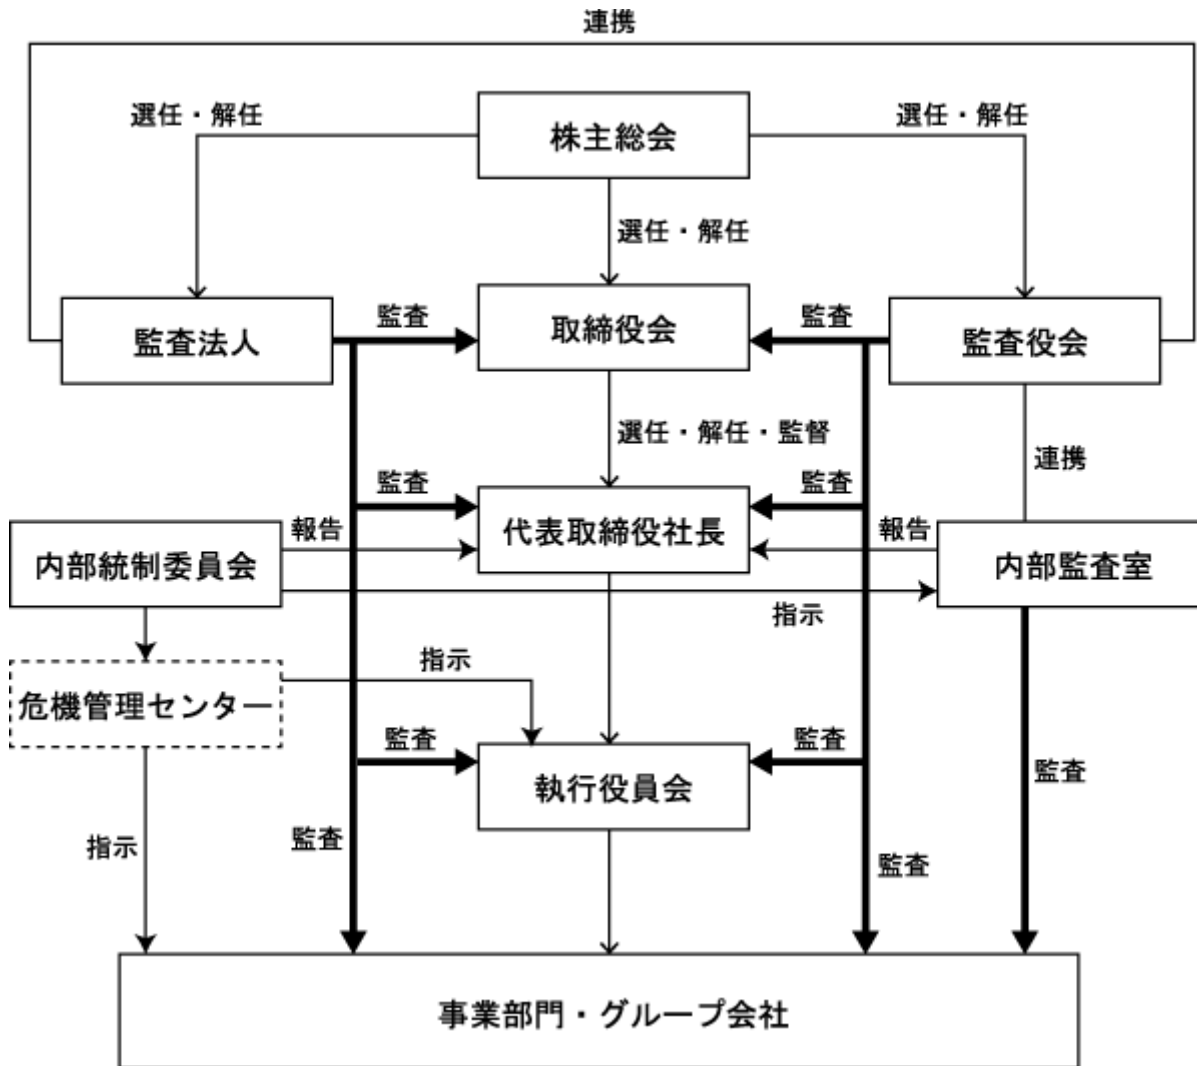 連携
選任・解任
選任・解任
株主総会
選任・解任
監査
監査
監査法人
取締役会
監査役会
選任・解任・監督
連携
監査
監査
代表取締役社長
報告
報告
内部統制委員会
内部監査室
指示
指示
危機管理センター
監査
監査
執行役員会
監査
指示
監査
監査
事業部門・グループ会社